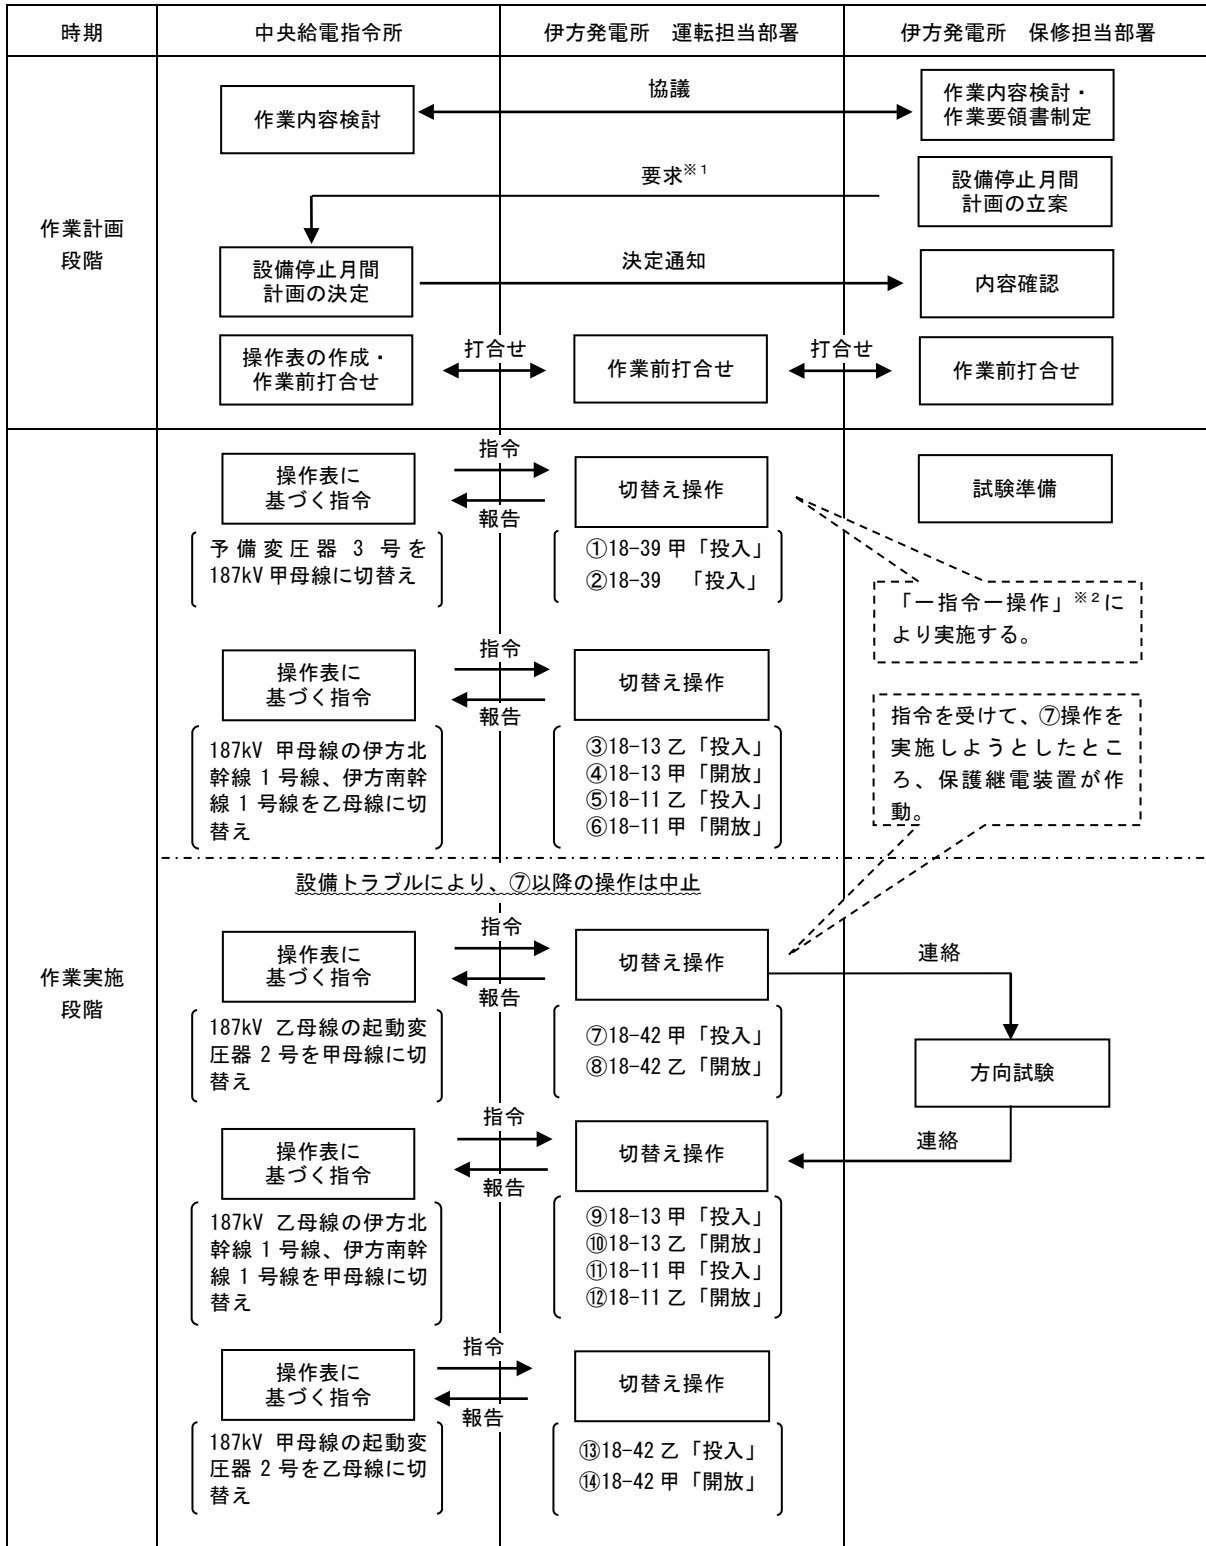 時期
中央給電指令所
伊方発電所　運転担当部署
伊方発電所　保修担当部署
作業計画
段階
作業内容検討
協議
作業内容検討・
作業要領書制定
要求※1
設備停止月間
計画の立案
設備停止月間
計画の決定
決定通知
内容確認
操作表の作成・
作業前打合せ
打合せ
作業前打合せ
打合せ
作業前打合せ
作業実施
段階
操作表に
基づく指令
指令
報告
切替え操作
試験準備
予備変圧器 3 号を
187kV 甲母線に切替え
①18-39 甲「投入」
②18-39　「投入」
「一指令一操作」※2に
より実施する。
操作表に
基づく指令
指令
報告
切替え操作
187kV 甲母線の伊方北
幹線 1 号線、伊方南幹
線 1 号線を乙母線に切
替え
③18-13 乙「投入」
④18-13 甲「開放」
⑤18-11 乙「投入」
⑥18-11 甲「開放」
指令を受けて、⑦操作を
実施しようとしたとこ
ろ、保護継電装置が作
動。
設備トラブルにより、⑦以降の操作は中止
操作表に
基づく指令
指令
報告
切替え操作
連絡
187kV 乙母線の起動変
圧器 2 号を甲母線に切
替え
⑦18-42 甲「投入」
⑧18-42 乙「開放」
方向試験
操作表に
基づく指令
指令
報告
切替え操作
連絡
187kV 乙母線の伊方北
幹線 1 号線、伊方南幹
線 1 号線を甲母線に切
替え
⑨18-13 甲「投入」
⑩18-13 乙「開放」
⑪18-11 甲「投入」
⑫18-11 乙「開放」
操作表に
基づく指令
指令
報告
切替え操作
187kV 甲母線の起動変
圧器 2 号を乙母線に切
替え
⑬18-42 乙「投入」
⑭18-42 甲「開放」